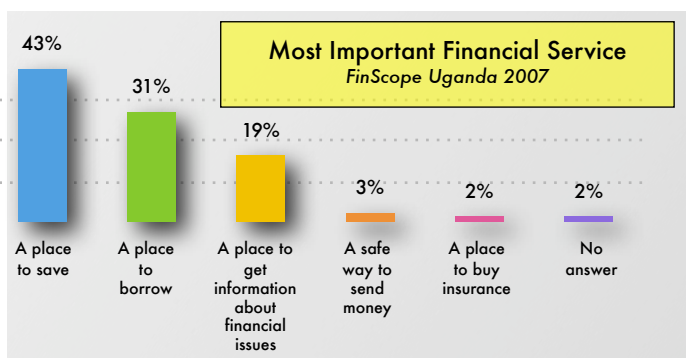 Most Important Financial Service
FinScope Uganda 2007
43%
31%
19%
3%
2%
2%
A place
to save
A place
to
borrow
A place to
get
information
about
financial
issues
A safe
way to
send
money
A place
to buy
insurance
No
answer